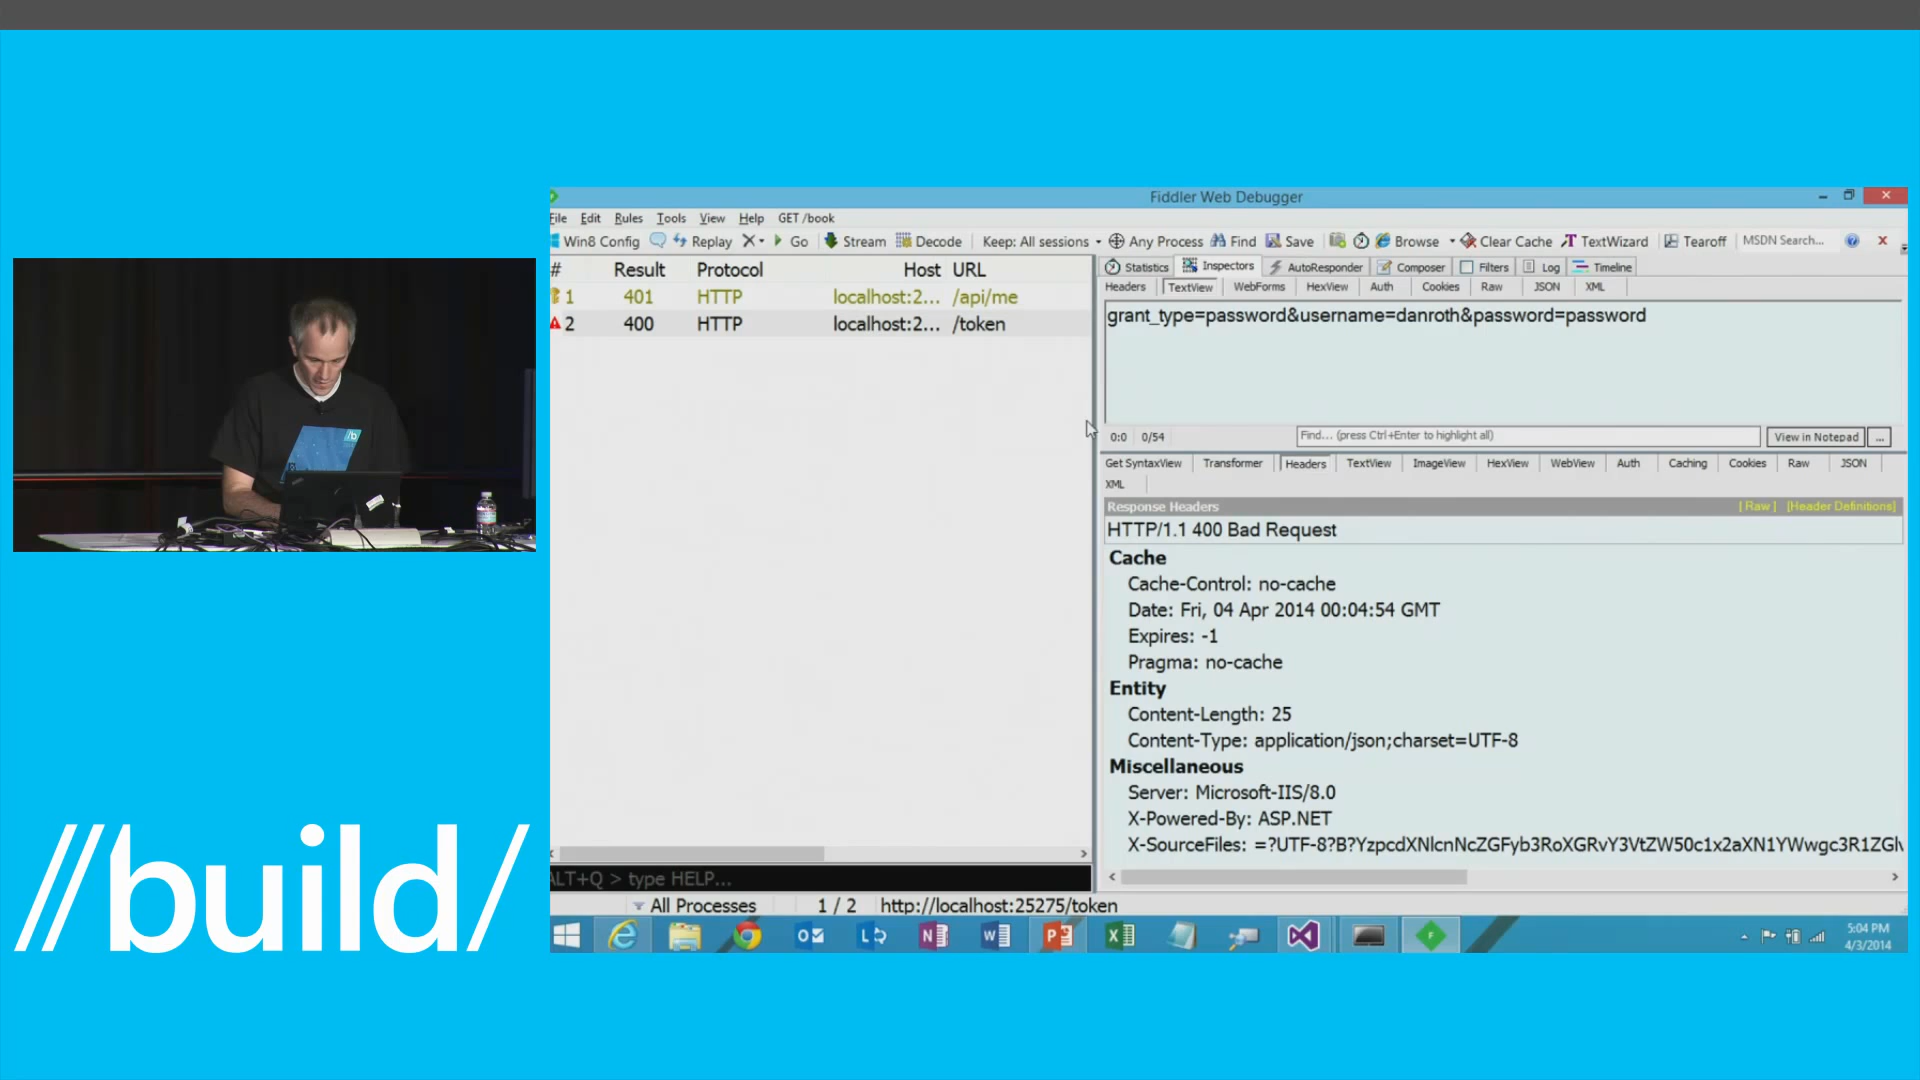 Fiddler Web Debugger
File Edit Rules Tools View Help GET /book
Win8 Config Replay Go Stream Decode Keep: All sessions Any Process Find Save Browse Clear Cache TextWizard Tearoff MSDN Search...
# Result Protocol Host URL
1 401 HTTP localhost:2... /api/me
2 400 HTTP localhost:2... /token
Statistics Inspectors AutoResponder Composer Filters Log Timeline
Headers TextView WebForms HexView Auth Cookies Raw JSON XML
grant_type=password&username=danroth&password=password
0:0 0/54 Find... (press Ctrl+Enter to highlight all) View in Notepad ...
Get SyntaxView Transformer Headers TextView ImageView HexView WebView Auth Caching Cookies Raw JSON
XML
Response Headers [ Raw ] [Header Definitions]
HTTP/1.1 400 Bad Request
Cache
Cache-Control: no-cache
Date: Fri, 04 Apr 2014 00:04:54 GMT
Expires: -1
Pragma: no-cache
Entity
Content-Length: 25
Content-Type: application/json;charset=UTF-8
Miscellaneous
Server: Microsoft-IIS/8.0
X-Powered-By: ASP.NET
X-SourceFiles:
ALT+Q > type HELP...
All Processes 1 / 2 http://localhost:25275/token
5:04 PM
4/3/2014
//build/